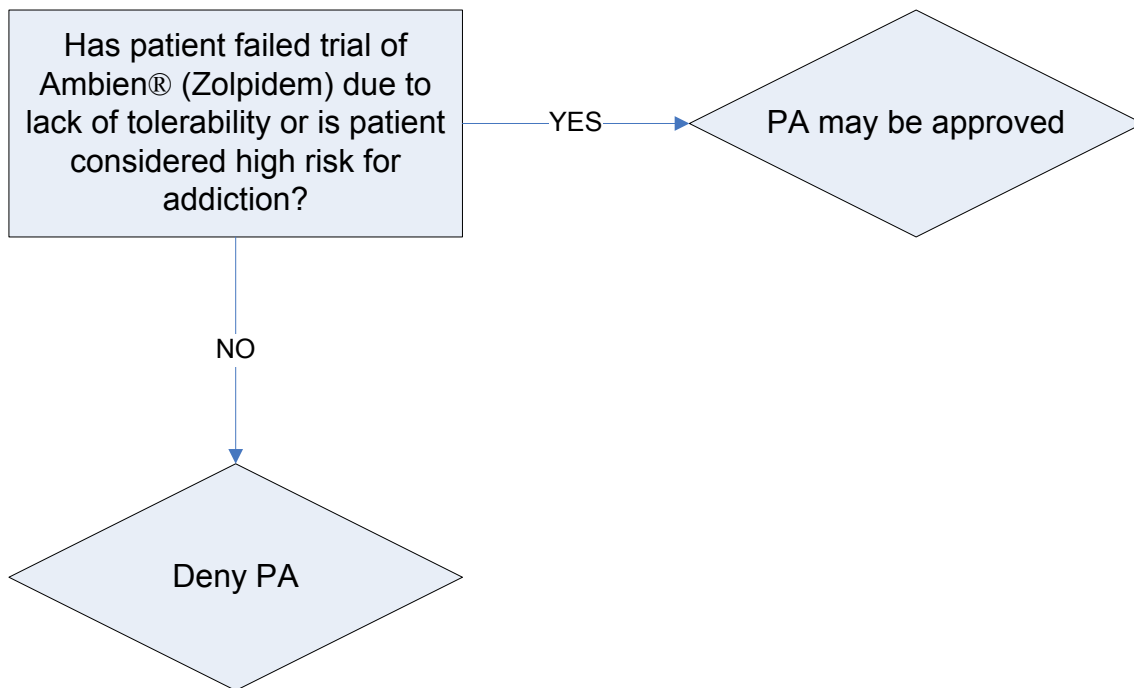 Has patient failed trial of
Ambien® (Zolpidem) due to
lack of tolerability or is patient
considered high risk for
addiction?
YES
PA may be approved
NO
Deny PA